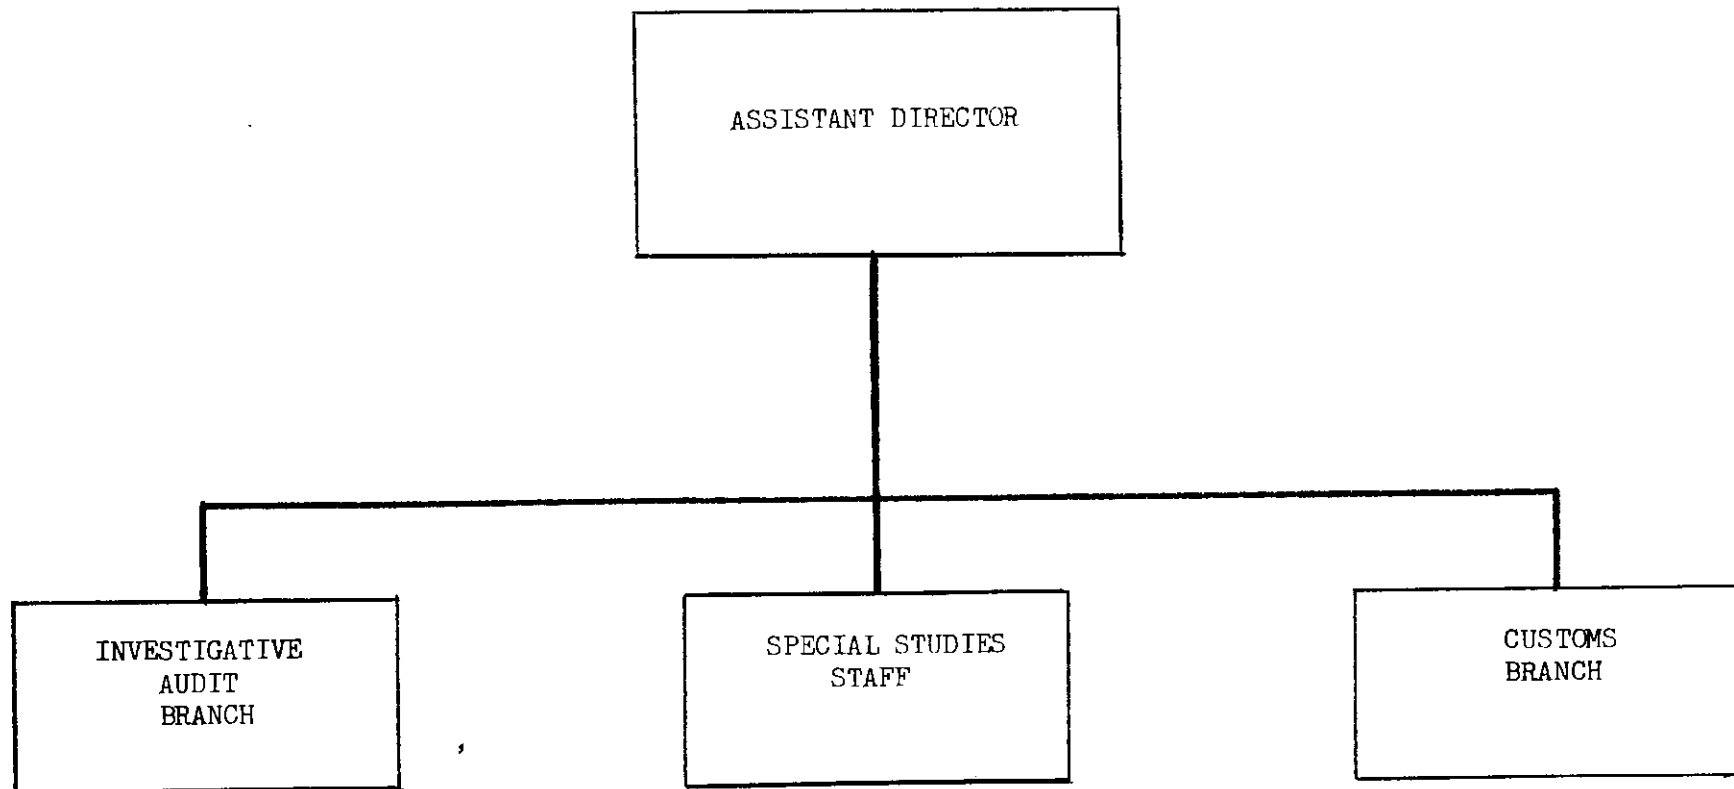 ASSISTANT DIRECTOR
INVESTIGATIVE
AUDIT
BRANCH
SPECIAL STUDIES
STAFF
CUSTOMS
BRANCH